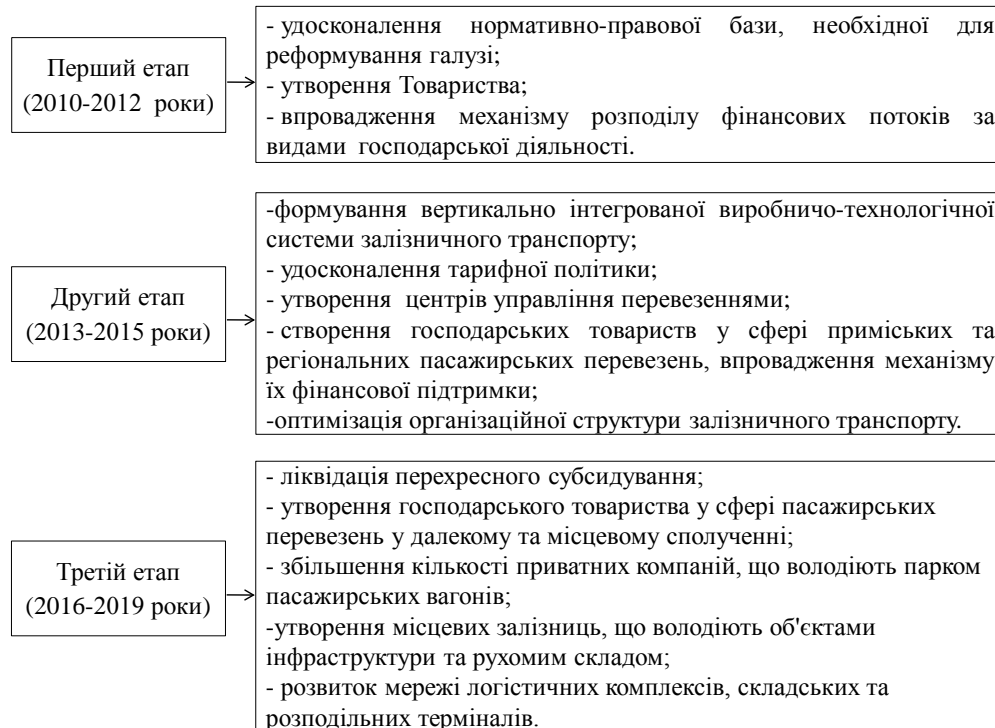 Перший етап
(2010-2012 роки)
- удосконалення нормативно-правової бази, необхідної для
реформування галузі;
- утворення Товариства;
- впровадження механізму розподілу фінансових потоків за
видами господарської діяльності.
Другий етап
(2013-2015 роки)
-формування вертикально інтегрованої виробничо-технологічної
системи залізничного транспорту;
- удосконалення тарифної політики;
- утворення центрів управління перевезеннями;
- створення господарських товариств у сфері приміських та
регіональних пасажирських перевезень, впровадження механізму
їх фінансової підтримки;
-оптимізація організаційної структури залізничного транспорту.
Третій етап
(2016-2019 роки)
- ліквідація перехресного субсидування;
- утворення господарського товариства у сфері пасажирських
перевезень у далекому та місцевому сполученні;
- збільшення кількості приватних компаній, що володіють парком
пасажирських вагонів;
-утворення місцевих залізниць, що володіють об'єктами
інфраструктури та рухомим складом;
- розвиток мережі логістичних комплексів, складських та
розподільних терміналів.